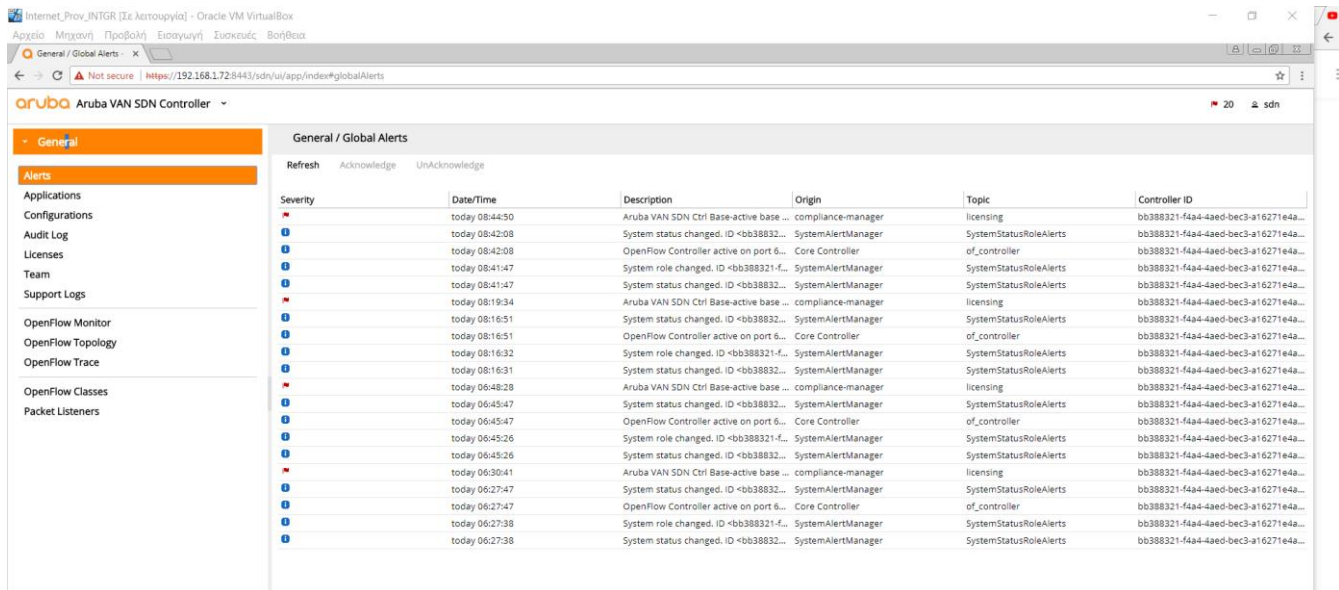 Internet_Prov_INTGR [Σε λειτουργία] - Oracle VM VirtualBox
Αρχείο Μηχανή Προβολή Εισαγωγή Συσκευές Βοήθεια
General / Global Alerts -
Not secure | https://192.168.1.72:8443/sdn/ui/app/index#globalAlerts
aruba Aruba VAN SDN Controller 20 sdn
General
General / Global Alerts
Refresh Acknowledge UnAcknowledge
Alerts
Applications
Configurations
Audit Log
Licenses
Team
Support Logs
OpenFlow Monitor
OpenFlow Topology
OpenFlow Trace
OpenFlow Classes
Packet Listeners
Severity Date/Time Description Origin Topic Controller ID
today 08:44:50 Aruba VAN SDN Ctrl Base-active base ... compliance-manager licensing bb388321-f4a4-4aed-bec3-a16271e4a...
today 08:42:08 System status changed. ID <bb38832... SystemAlertManager SystemStatusRoleAlerts bb388321-f4a4-4aed-bec3-a16271e4a...
today 08:42:08 OpenFlow Controller active on port 6... Core Controller of_controller bb388321-f4a4-4aed-bec3-a16271e4a...
today 08:41:47 System role changed. ID <bb388321-f... SystemAlertManager SystemStatusRoleAlerts bb388321-f4a4-4aed-bec3-a16271e4a...
today 08:41:47 System status changed. ID <bb38832... SystemAlertManager SystemStatusRoleAlerts bb388321-f4a4-4aed-bec3-a16271e4a...
today 08:19:34 Aruba VAN SDN Ctrl Base-active base ... compliance-manager licensing bb388321-f4a4-4aed-bec3-a16271e4a...
today 08:16:51 System status changed. ID <bb38832... SystemAlertManager SystemStatusRoleAlerts bb388321-f4a4-4aed-bec3-a16271e4a...
today 08:16:51 OpenFlow Controller active on port 6... Core Controller of_controller bb388321-f4a4-4aed-bec3-a16271e4a...
today 08:16:32 System role changed. ID <bb388321-f... SystemAlertManager SystemStatusRoleAlerts bb388321-f4a4-4aed-bec3-a16271e4a...
today 08:16:31 System status changed. ID <bb38832... SystemAlertManager SystemStatusRoleAlerts bb388321-f4a4-4aed-bec3-a16271e4a...
today 06:48:28 Aruba VAN SDN Ctrl Base-active base ... compliance-manager licensing bb388321-f4a4-4aed-bec3-a16271e4a...
today 06:45:47 System status changed. ID <bb38832... SystemAlertManager SystemStatusRoleAlerts bb388321-f4a4-4aed-bec3-a16271e4a...
today 06:45:47 OpenFlow Controller active on port 6... Core Controller of_controller bb388321-f4a4-4aed-bec3-a16271e4a...
today 06:45:26 System role changed. ID <bb388321-f... SystemAlertManager SystemStatusRoleAlerts bb388321-f4a4-4aed-bec3-a16271e4a...
today 06:45:26 System status changed. ID <bb38832... SystemAlertManager SystemStatusRoleAlerts bb388321-f4a4-4aed-bec3-a16271e4a...
today 06:30:41 Aruba VAN SDN Ctrl Base-active base ... compliance-manager licensing bb388321-f4a4-4aed-bec3-a16271e4a...
today 06:27:47 System status changed. ID <bb38832... SystemAlertManager SystemStatusRoleAlerts bb388321-f4a4-4aed-bec3-a16271e4a...
today 06:27:47 OpenFlow Controller active on port 6... Core Controller of_controller bb388321-f4a4-4aed-bec3-a16271e4a...
today 06:27:38 System role changed. ID <bb388321-f... SystemAlertManager SystemStatusRoleAlerts bb388321-f4a4-4aed-bec3-a16271e4a...
today 06:27:38 System status changed. ID <bb38832... SystemAlertManager SystemStatusRoleAlerts bb388321-f4a4-4aed-bec3-a16271e4a...